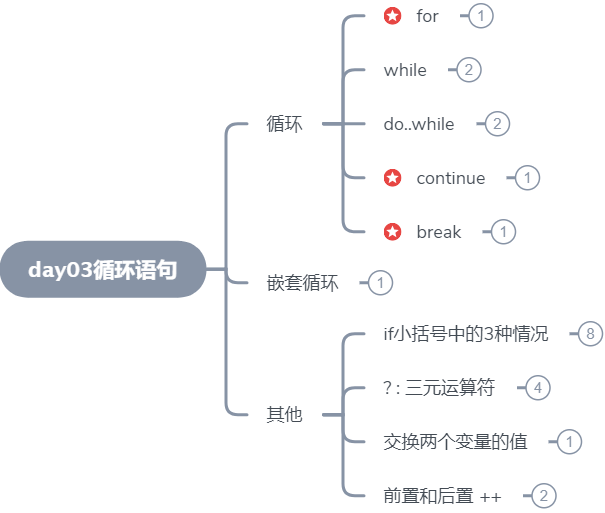 for 1
while 2
do..while 2
循环
continue 1
break 1
day03循环语句
嵌套循环 1
if小括号中的3种情况 8
? : 三元运算符 4
其他
交换两个变量的值 1
前置和后置 ++ 2